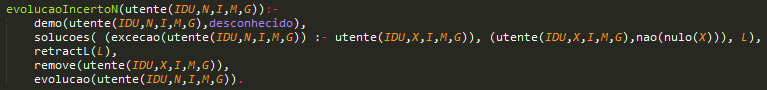 evolucaoIncertoN(utente(IDU,N,I,M,G)):-
demo(utente(IDU,N,I,M,G),desconhecido),
solucoes( (excecao(utente(IDU,N,I,M,G)) :- utente(IDU,X,I,M,G)), (utente(IDU,X,I,M,G),nao(nulo(X))), L),
retractL(L),
remove(utente(IDU,X,I,M,G)),
evolucao(utente(IDU,N,I,M,G)).